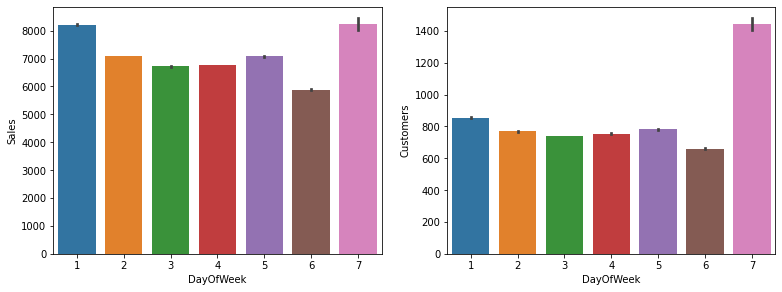 8000
7000
6000
5000
4000
3000
2000
1000
0
Sales
1 2 3 4 5 6 7
DayOfWeek
1400
1200
1000
800
600
400
200
0
Customers
1 2 3 4 5 6 7
DayOfWeek